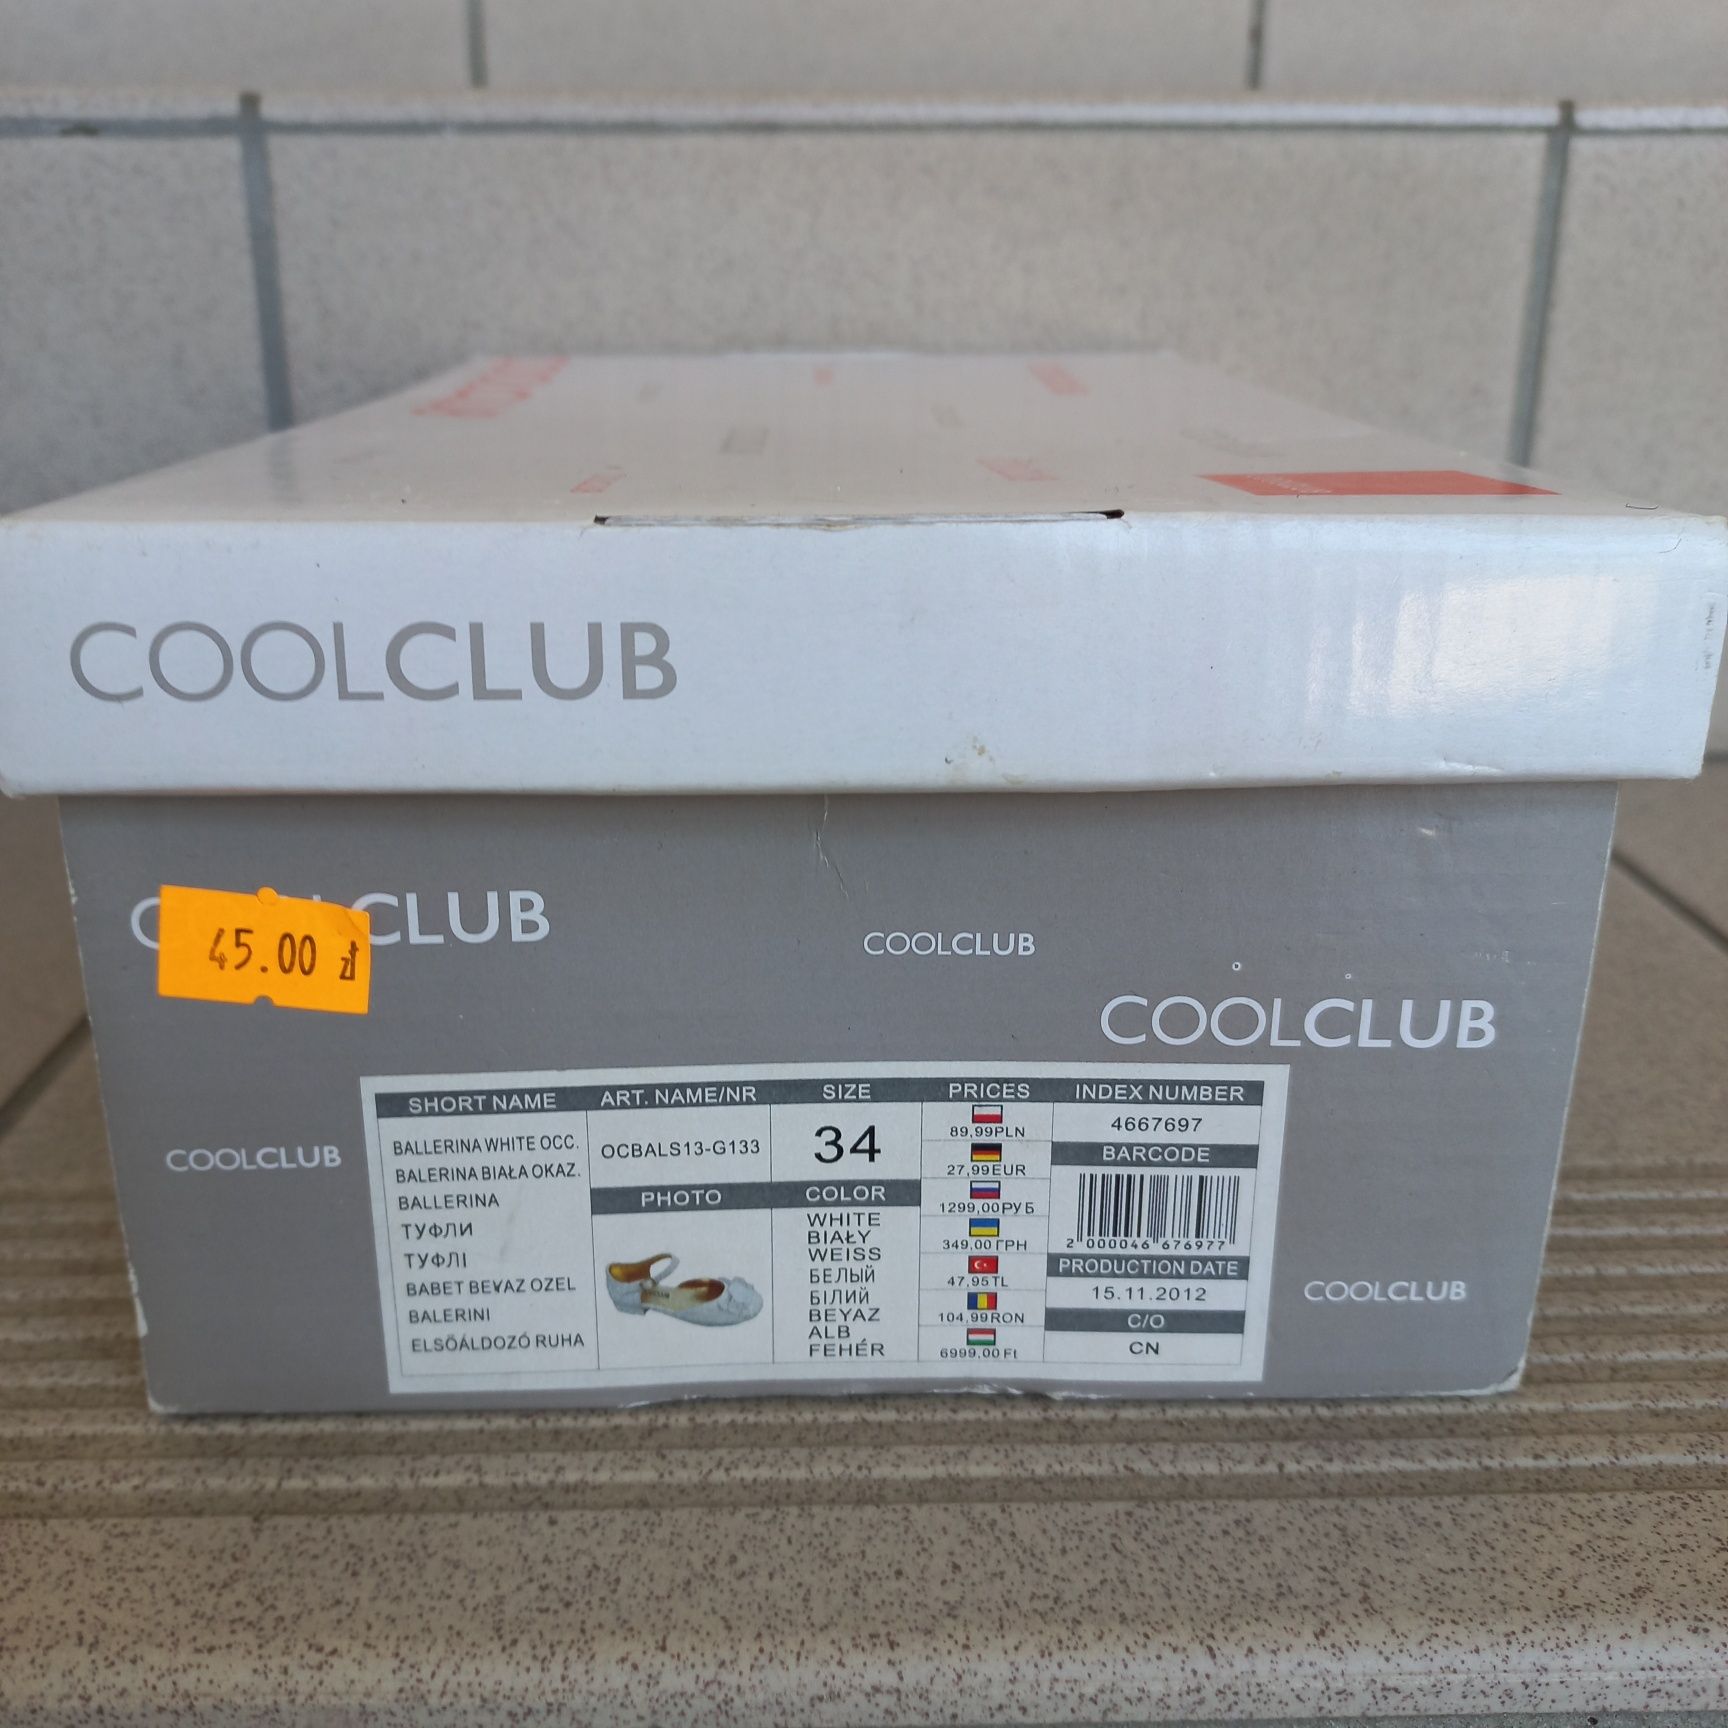 COOLCLUB
COOLCLUB
45.00 zł
COOLCLUB
COOLCLUB
COOLCLUB
COOLCLUB
SHORT NAME
BALLERINA WHITE OCC.
BALERINA BIAŁA OKAZ.
BALLERINA
ТУФЛИ
ТУФЛІ
BABET BEYAZ OZEL
BALERINI
ELSŐÁLDOZÓ RUHA
ART. NAME/NR
OCBALS13-G133
PHOTO
SIZE
34
COLOR
WHITE
BIAŁY
WEISS
БЕЛЫЙ
БІЛИЙ
BEYAZ
ALB
FEHÉR
PRICES
89,99PLN
27,99EUR
1299,00РУБ
349,00ГРН
47,95TL
104,99RON
6999,00Ft
INDEX NUMBER
4667697
BARCODE
2 000046 676977
PRODUCTION DATE
15.11.2012
C/O
CN